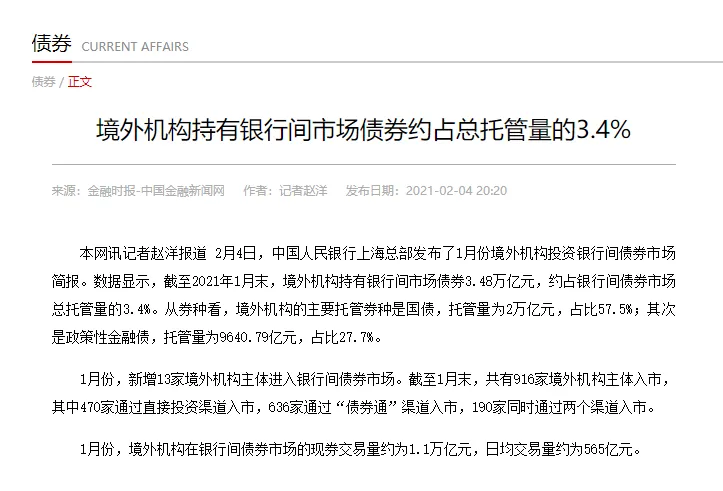 债券 CURRENT AFFAIRS
债券 / 正文
境外机构持有银行间市场债券约占总托管量的3.4%
来源：金融时报-中国金融新闻网 作者：记者赵洋 发布日期：2021-02-04 20:20
本网讯记者赵洋报道 2月4日，中国人民银行上海总部发布了1月份境外机构投资银行间债券市场
简报。数据显示，截至2021年1月末，境外机构持有银行间市场债券3.48万亿元，约占银行间债券市场
总托管量的3.4%。从券种看，境外机构的主要托管券种是国债，托管量为2万亿元，占比57.5%；其次
是政策性金融债，托管量为9640.79亿元，占比27.7%。
1月份，新增13家境外机构主体进入银行间债券市场。截至1月末，共有916家境外机构主体入市，
其中470家通过直接投资渠道入市，636家通过“债券通”渠道入市，190家同时通过两个渠道入市。
1月份，境外机构在银行间债券市场的现券交易量约为1.1万亿元，日均交易量约为565亿元。